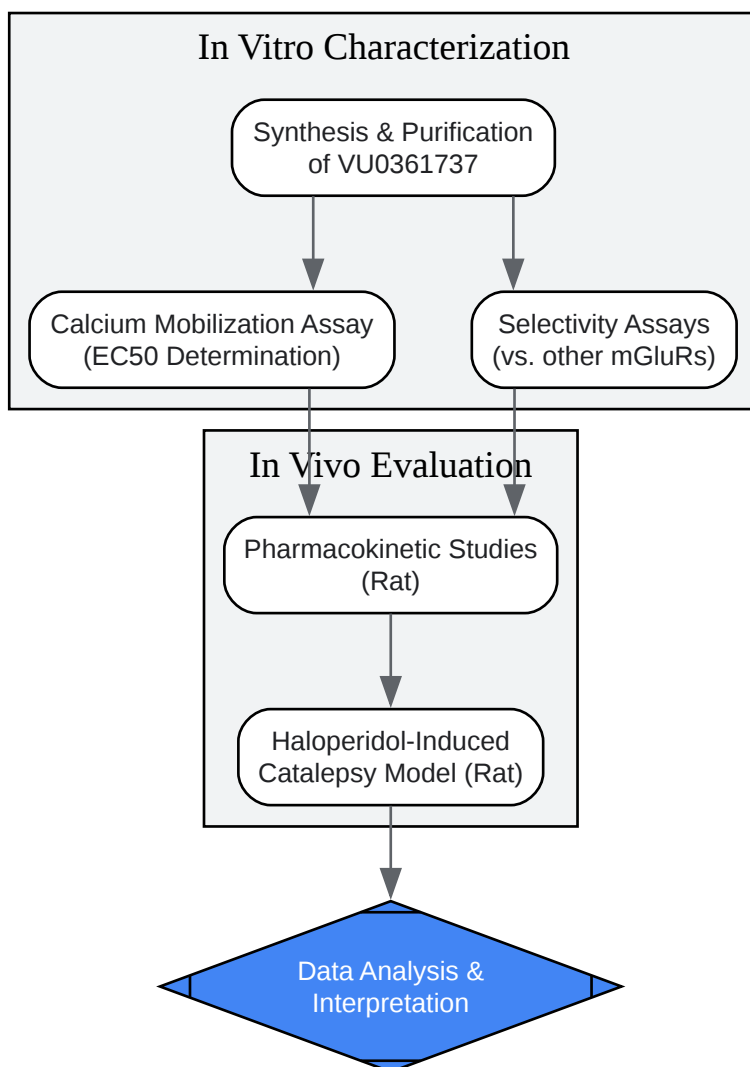 In Vitro Characterization
Synthesis & Purification
of VU0361737
Calcium Mobilization Assay
(EC50 Determination)
Selectivity Assays
(vs. other mGluRs)
In Vivo Evaluation
Pharmacokinetic Studies
(Rat)
Haloperidol-Induced
Catalepsy Model (Rat)
Data Analysis &
Interpretation